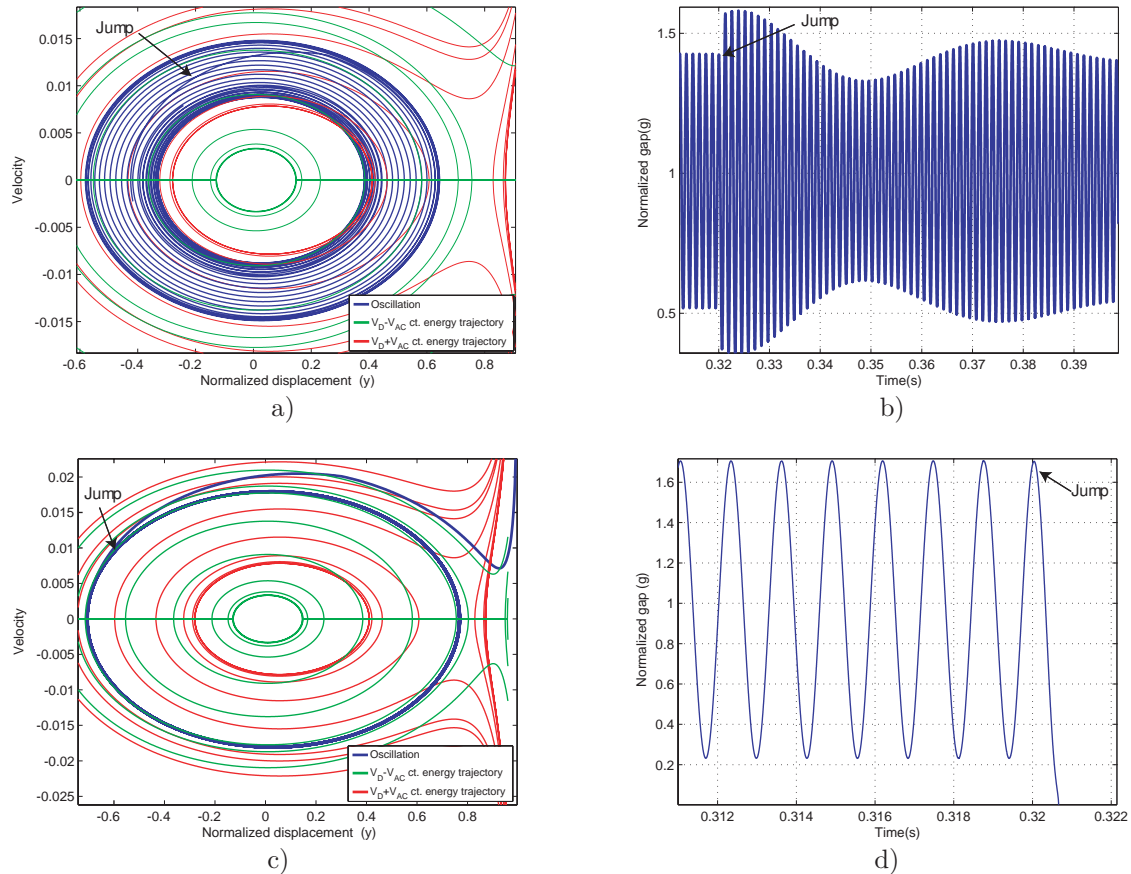 Jump
0.015
0.01
0.005
0
-0.005
-0.01
-0.015
Velocity
-0.6 -0.4 -0.2 0 0.2 0.4 0.6 0.8
Normalized displacement (y)
Oscillation
V_D-V_AC ct. energy trajectory
V_D+V_AC ct. energy trajectory
a)
Jump
1.5
1
0.5
Normalized gap(g)
0.32 0.33 0.34 0.35 0.36 0.37 0.38 0.39
Time(s)
b)
Jump
0.02
0.015
0.01
0.005
0
-0.005
-0.01
-0.015
-0.02
-0.025
Velocity
-0.6 -0.4 -0.2 0 0.2 0.4 0.6 0.8
Normalized displacement (y)
Oscillation
V_D-V_AC ct. energy trajectory
V_D+V_AC ct. energy trajectory
c)
Jump
1.6
1.4
1.2
1
1.8
1.6
0.4
0.2
Normalized gap (g)
0.312 0.314 0.316 0.318 0.32 0.322
Time(s)
d)